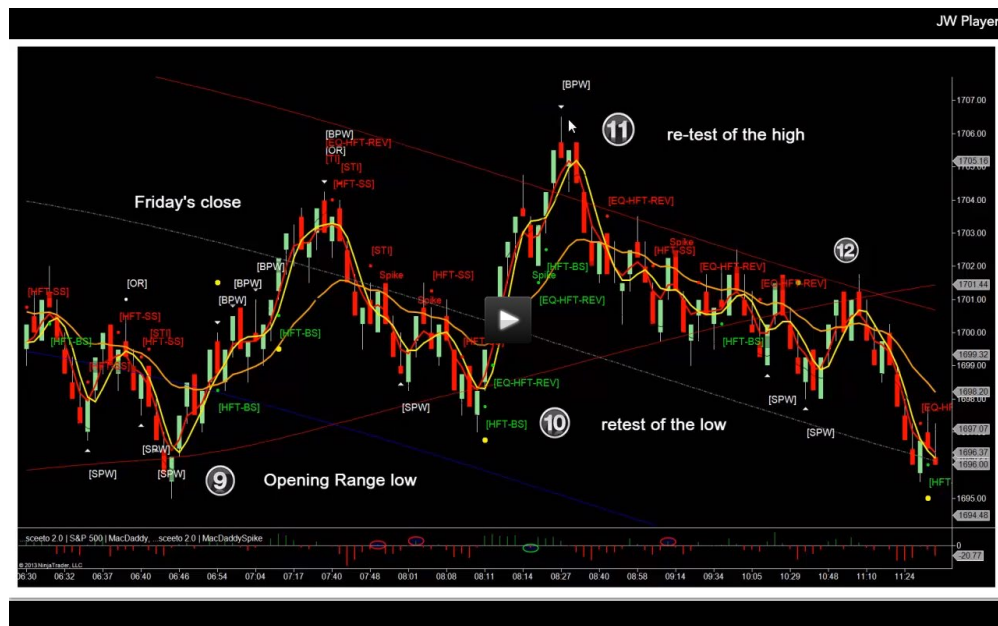 JW Player
[BPW]
1707.00
11
re-test of the high
1706.00
[BPW]
[EQ-HFT-REV]
[OR]
[TI]
[STI]
1705.16
[HFT-SS]
1704.00
Friday's close
[EQ-HFT-REV]
1703.00
[STI]
Spike
[HFT-SS]
12
1702.00
[BPW]
[HFT-BS]
[HFT-REV]
[OR]
[BPW]
Spike
[HFT-SS]
Spike
[HFT-REV]
1701.44
[HFT-SS]
[BPW]
Spike
[EQ-HFT-REV]
1701.00
[HFT-SS]
[STI]
[HFT-SS]
[HFT-BS]
[HFT-BS]
[HFT-BS]
1700.00
1699.32
1699.00
[EQ-HFT-REV]
1698.20
1698.00
[HFT-BS]
[SPW]
[SPW]
[HFT-BS]
10
retest of the low
[SPW]
1697.07
[SPW]
1696.37
1696.00
[SPW]
[SPW]
9
Opening Range low
[HFT
1695.00
1694.48
sceeto 2.0 | S&P 500 | MacDaddy, ...sceeto 2.0 | MacDaddySpike
0
-20.77
© 2013 NinjaTrader, LLC
06:30 06:32 06:37 06:40 06:46 06:54 07:04 07:17 07:40 07:48 08:01 08:08 08:11 08:14 08:18 08:27 08:40 08:58 09:14 09:34 10:05 10:29 10:48 11:10 11:24